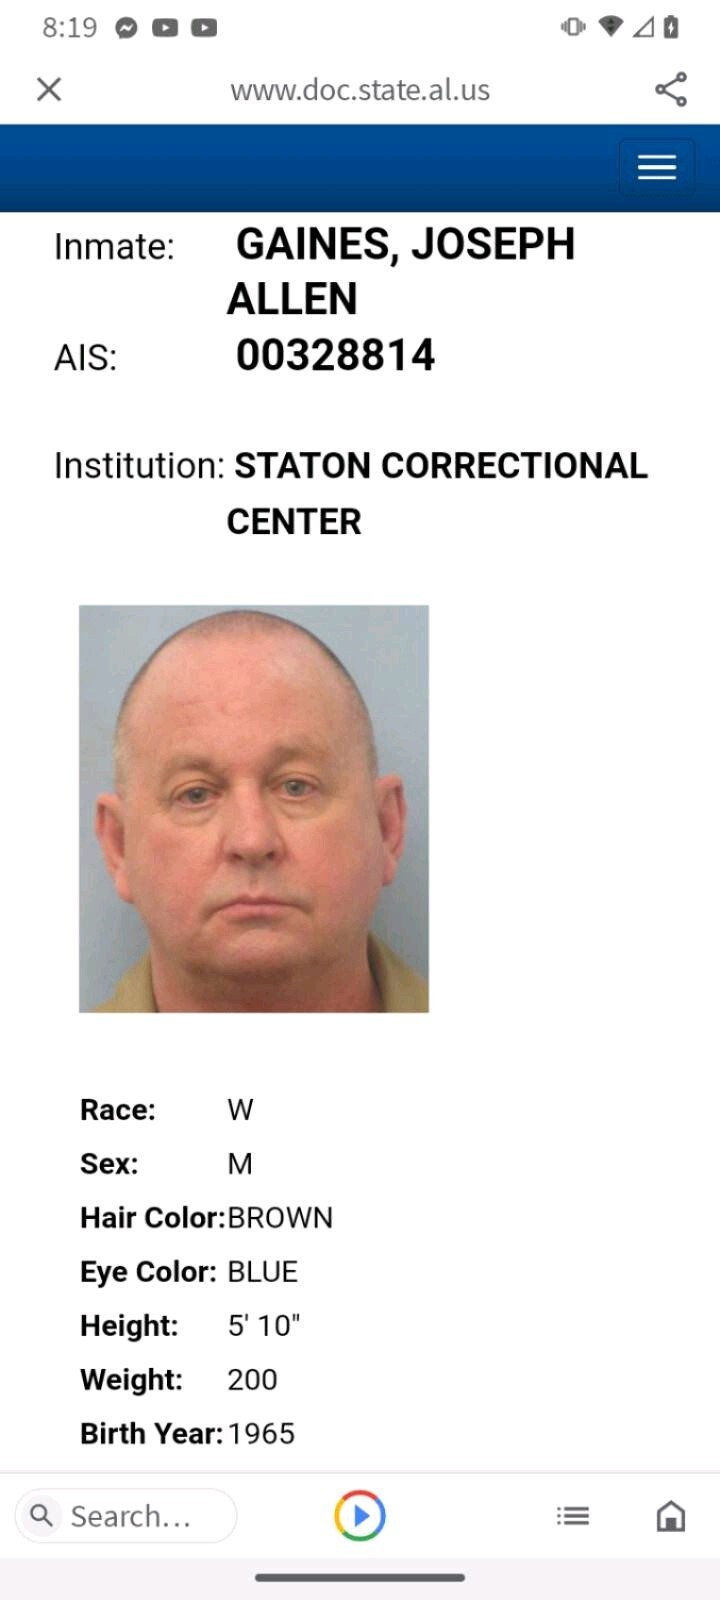 8:19
www.doc.state.al.us
Inmate: GAINES, JOSEPH
ALLEN
AIS: 00328814
Institution: STATON CORRECTIONAL
CENTER
Race: W
Sex: M
Hair Color: BROWN
Eye Color: BLUE
Height: 5' 10"
Weight: 200
Birth Year: 1965
Search...